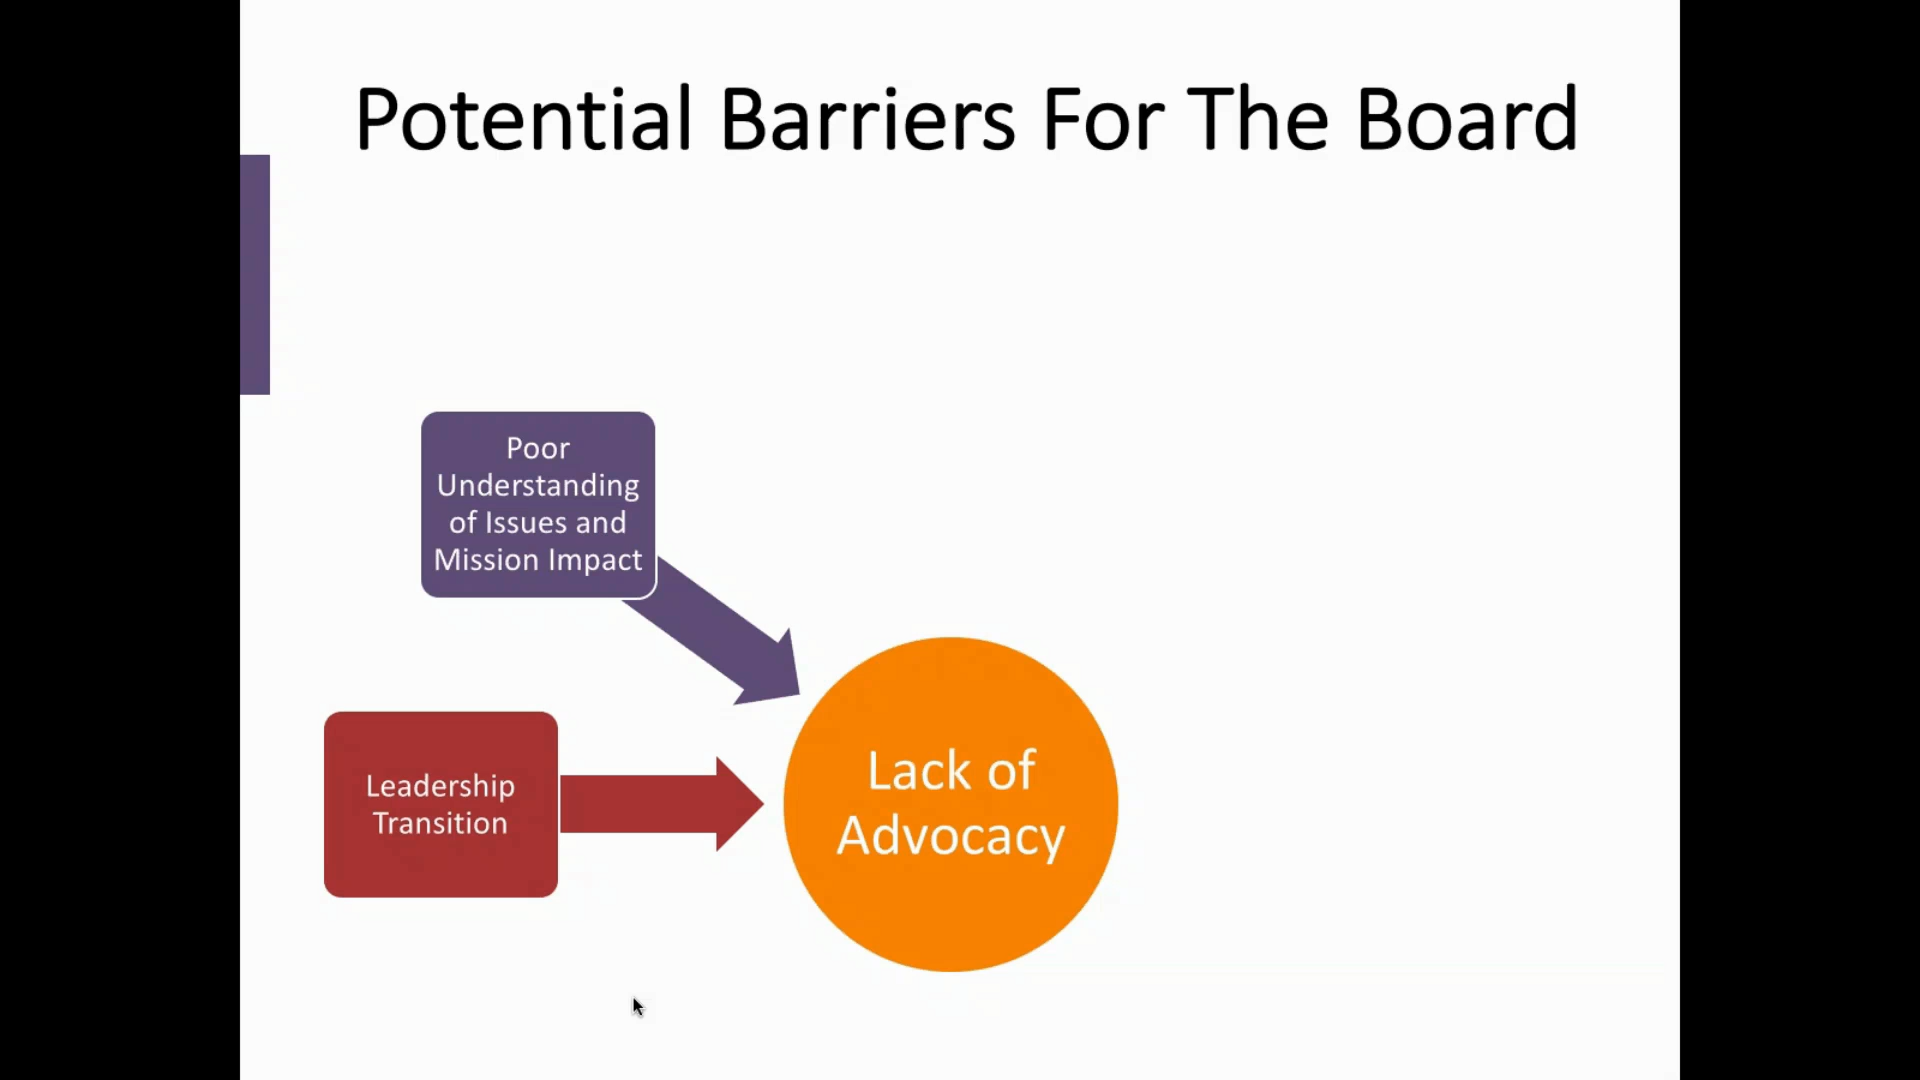 Potential Barriers For The Board
Poor
Understanding
of Issues and
Mission Impact
Leadership
Transition
Lack of
Advocacy